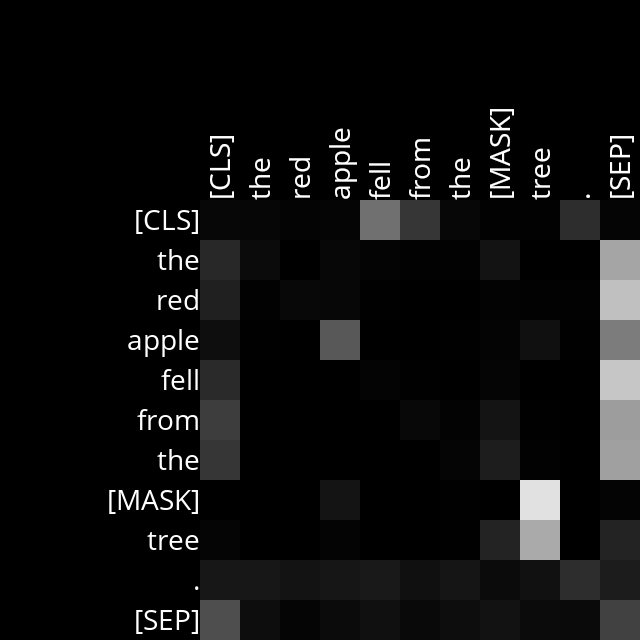 [CLS] the red apple fell from the [MASK] tree . [SEP]
[CLS]
the
red
apple
fell
from
the
[MASK]
tree
.
[SEP]